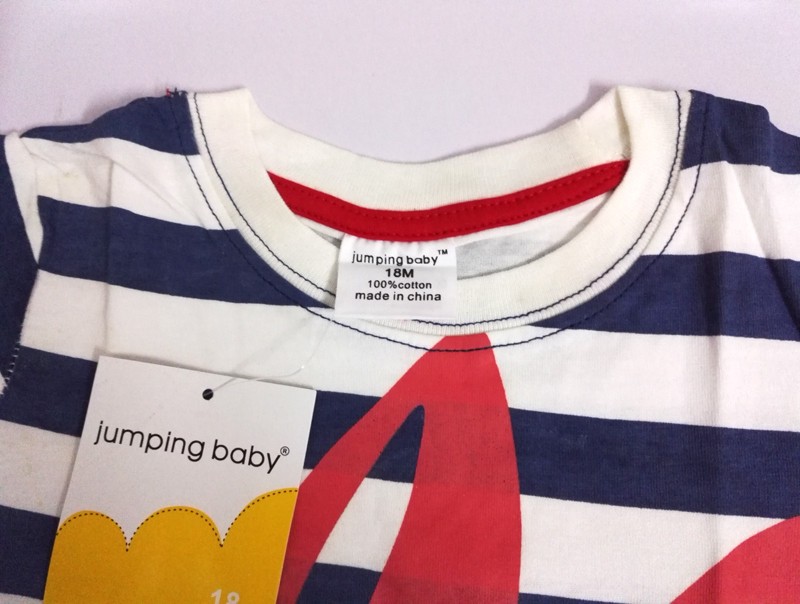 jumping baby™
18M
100%cotton
made in china
jumping baby®
18